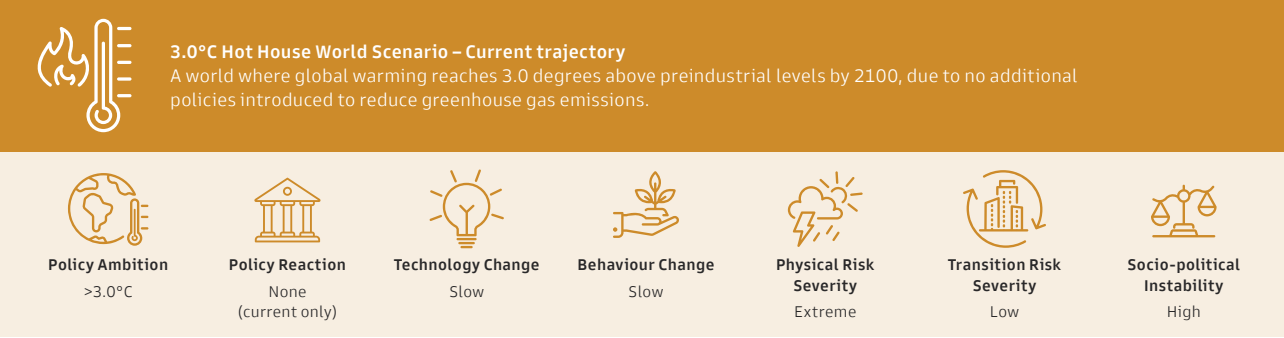 3.0°C Hot House World Scenario – Current trajectory
A world where global warming reaches 3.0 degrees above preindustrial levels by 2100, due to no additional
policies introduced to reduce greenhouse gas emissions.
Policy Ambition
>3.0°C
Policy Reaction
None
(current only)
Technology Change
Slow
Behaviour Change
Slow
Physical Risk
Severity
Extreme
Transition Risk
Severity
Low
Socio-political
Instability
High